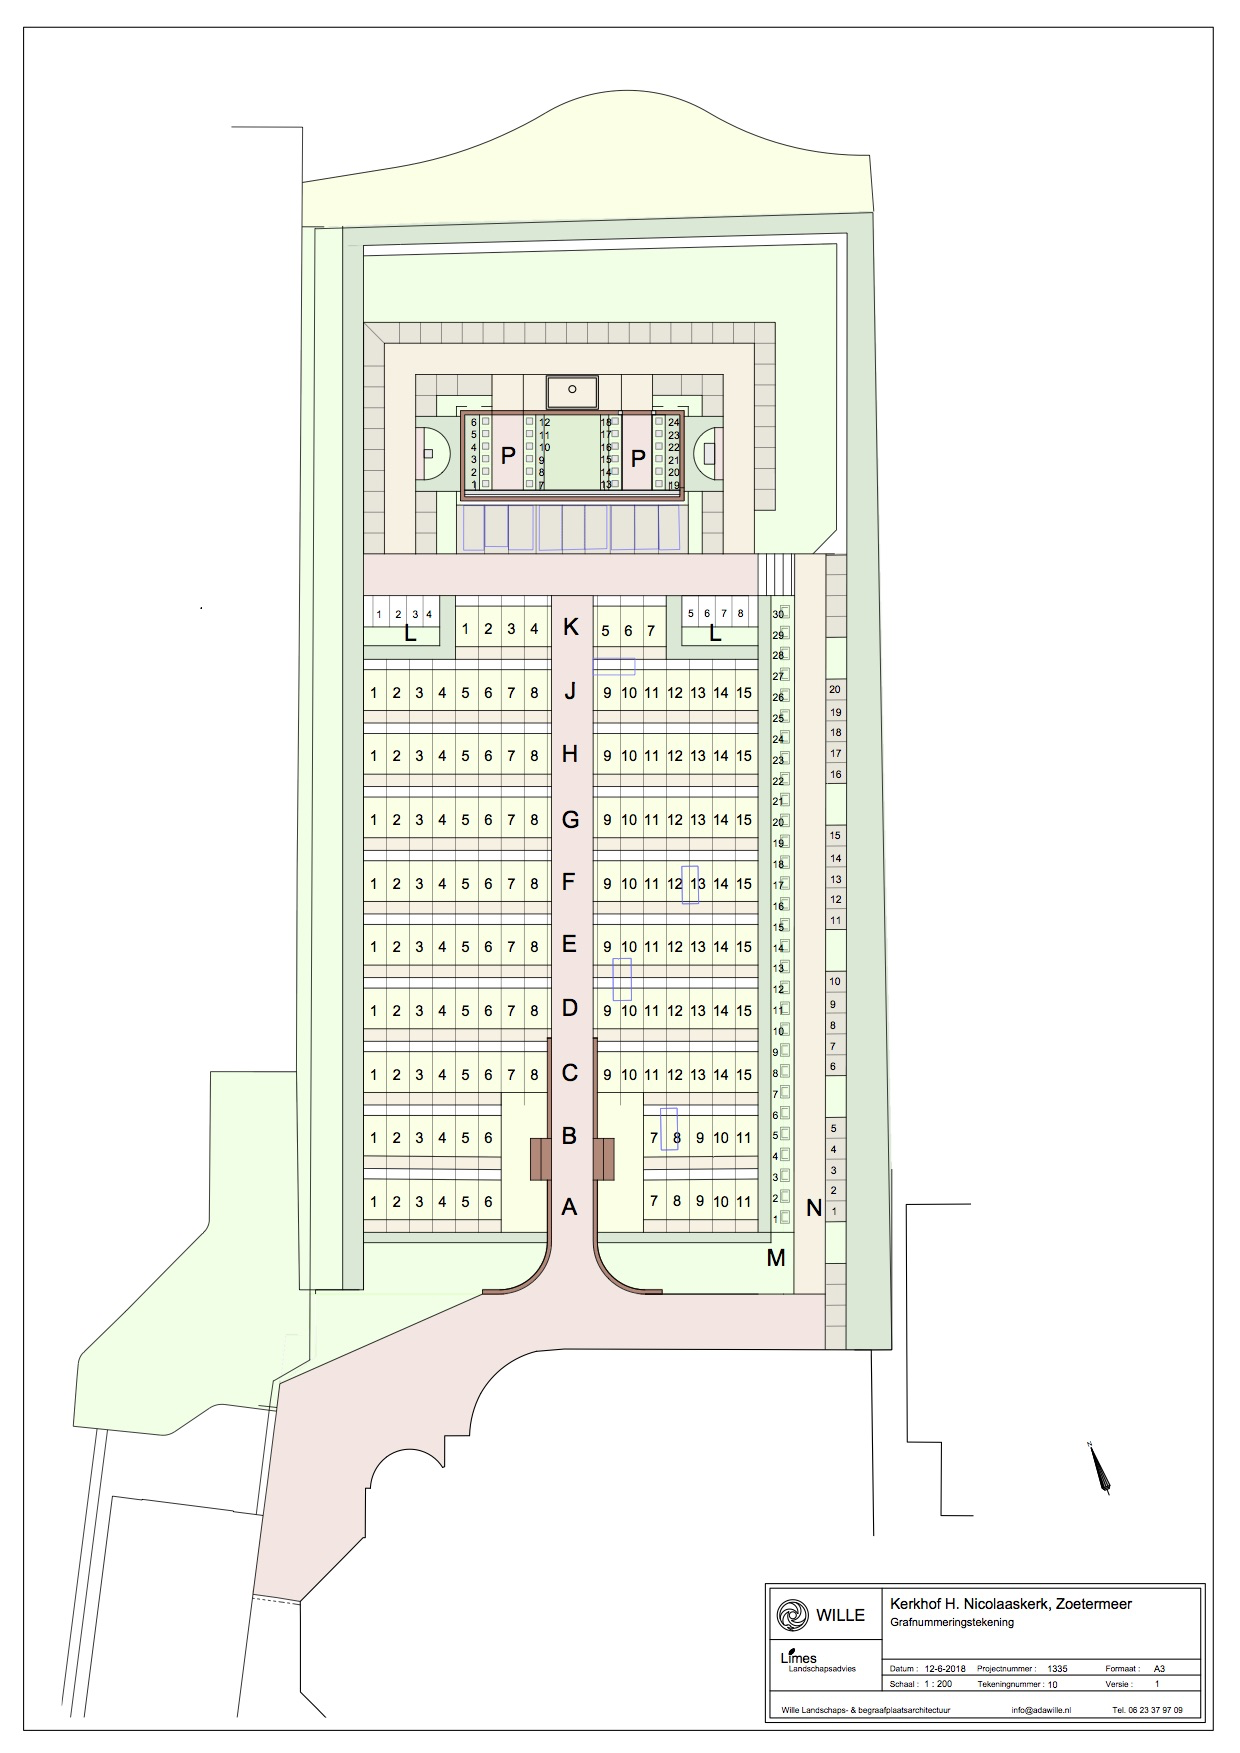 6 12 18 24
5 11 17 23
4 10 16 22
3 9 15 21
2 8 14 20
1 7 13 19
P P
1 2 3 4
L
1 2 3 4 K 5 6 7
5 6 7 8
L
1 2 3 4 5 6 7 8 J 9 10 11 12 13 14 15
1 2 3 4 5 6 7 8 H 9 10 11 12 13 14 15
1 2 3 4 5 6 7 8 G 9 10 11 12 13 14 15
1 2 3 4 5 6 7 8 F 9 10 11 12 13 14 15
1 2 3 4 5 6 7 8 E 9 10 11 12 13 14 15
1 2 3 4 5 6 7 8 D 9 10 11 12 13 14 15
1 2 3 4 5 6 7 8 C 9 10 11 12 13 14 15
1 2 3 4 5 6 B 7 8 9 10 11
1 2 3 4 5 6 A 7 8 9 10 11
30
29
28
27
26
25
24
23
22
21
20
19
18
17
16
15
14
13
12
11
10
9
8
7
6
5
4
3
2
1
M
20
19
18
17
16
15
14
13
12
11
10
9
8
7
6
5
4
3
2
1
N
N
WILLE
Limes
Landschapsadvies
Kerkhof H. Nicolaaskerk, Zoetermeer
Grafnummeringstekening
Datum : 12-6-2018 Projectnummer : 1335 Formaat : A3
Schaal : 1 : 200 Tekeningnummer : 10 Versie : 1
Wille Landschaps- & begraafplaatsarchitectuur info@adawille.nl Tel. 06 23 37 97 09